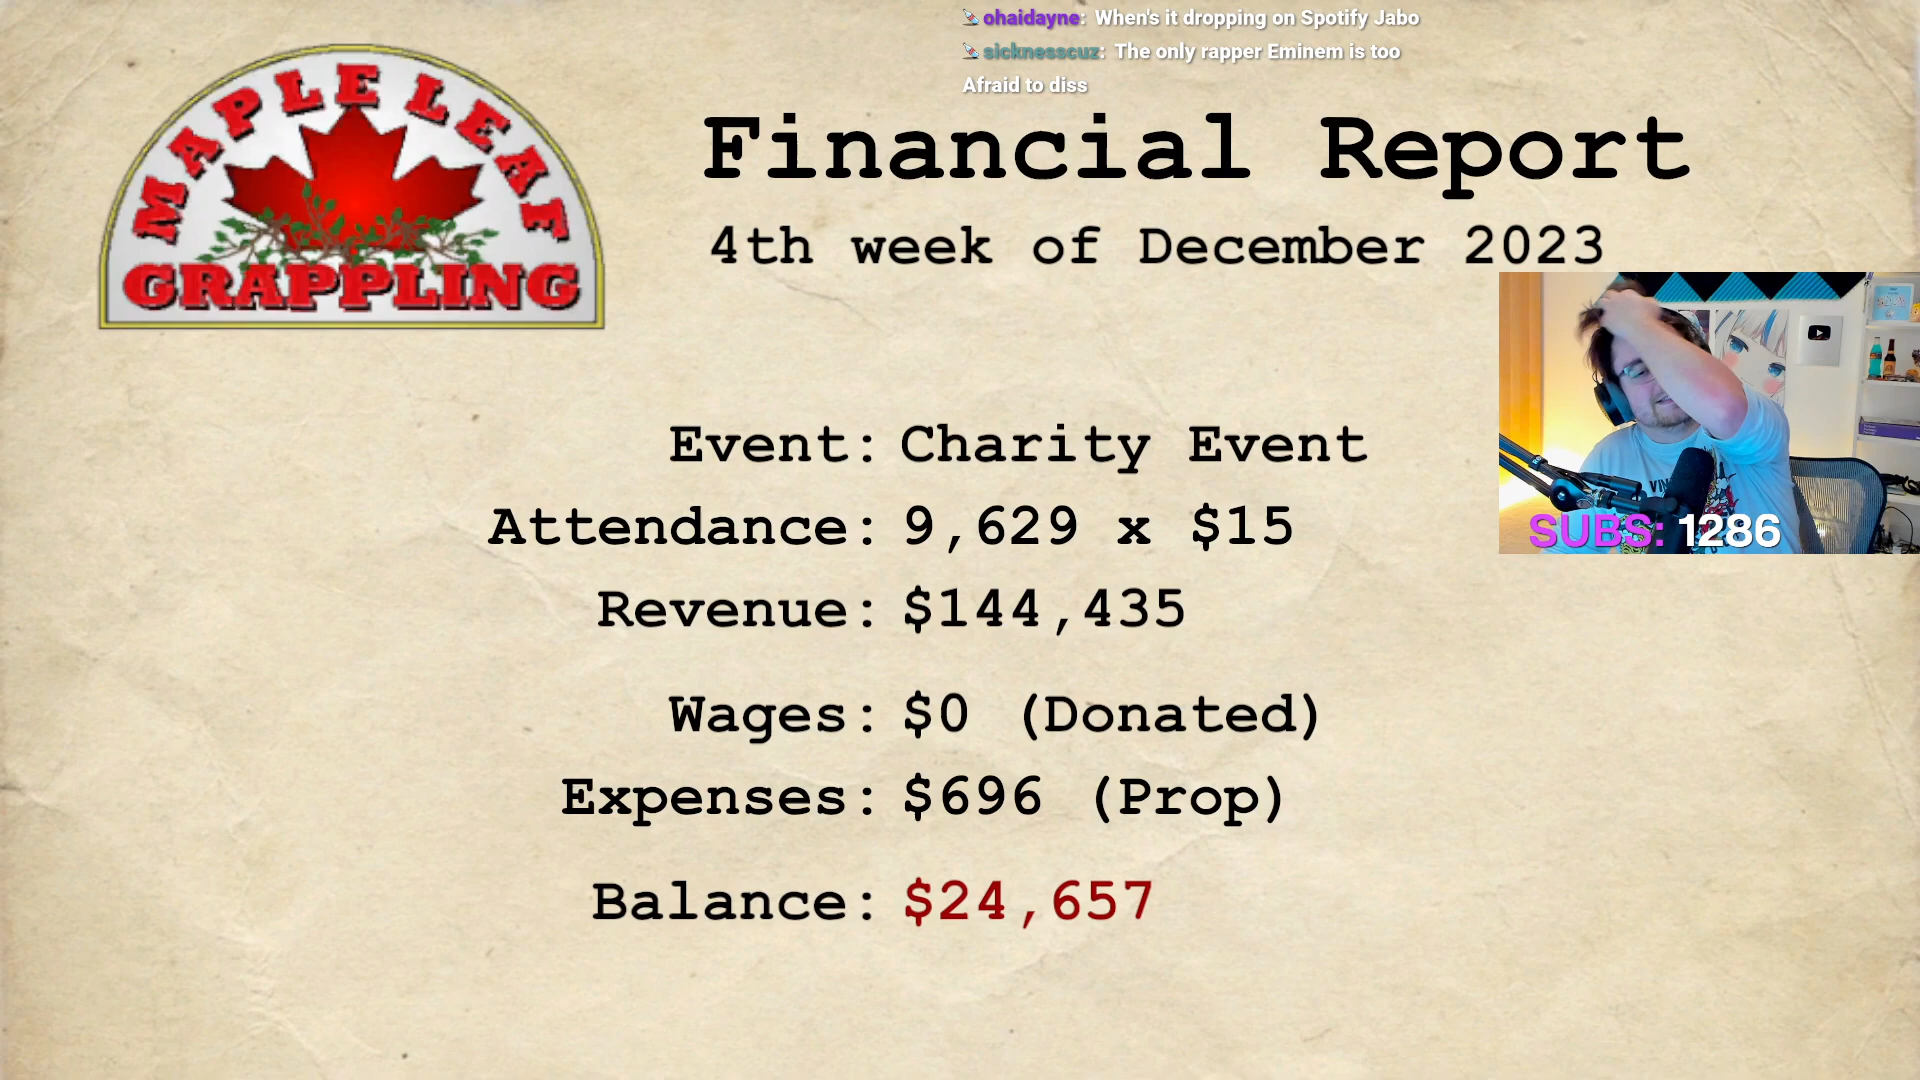 ohaidayne: When's it dropping on Spotify Jabo
sicknesscuz: The only rapper Eminem is too
Afraid to diss
MAPLE LEAF
GRAPPLING
Financial Report
4th week of December 2023
Event: Charity Event
Attendance: 9,629 x $15
Revenue: $144,435
Wages: $0 (Donated)
Expenses: $696 (Prop)
Balance: $24,657
SUBS: 1286